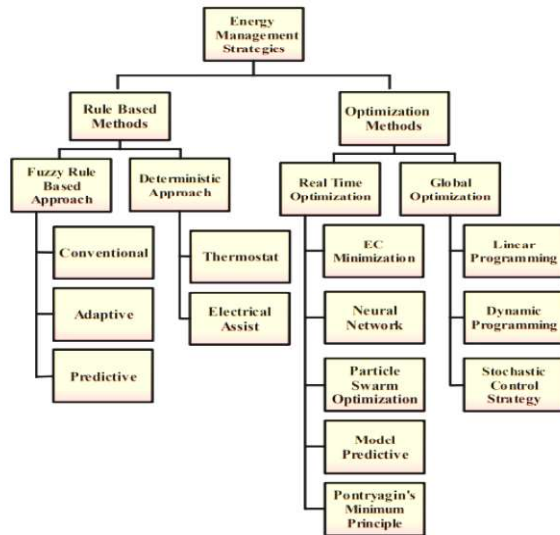 Energy
Management
Strategies
Rule Based
Methods
Optimization
Methods
Fuzzy Rule
Based
Approach
Deterministic
Approach
Real Time
Optimization
Global
Optimization
Conventional
Adaptive
Predictive
Thermostat
Electrical
Assist
EC
Minimization
Neural
Network
Particle
Swarm
Optimization
Model
Predictive
Pontryagin's
Minimum
Principle
Linear
Programming
Dynamic
Programming
Stochastic
Control
Strategy